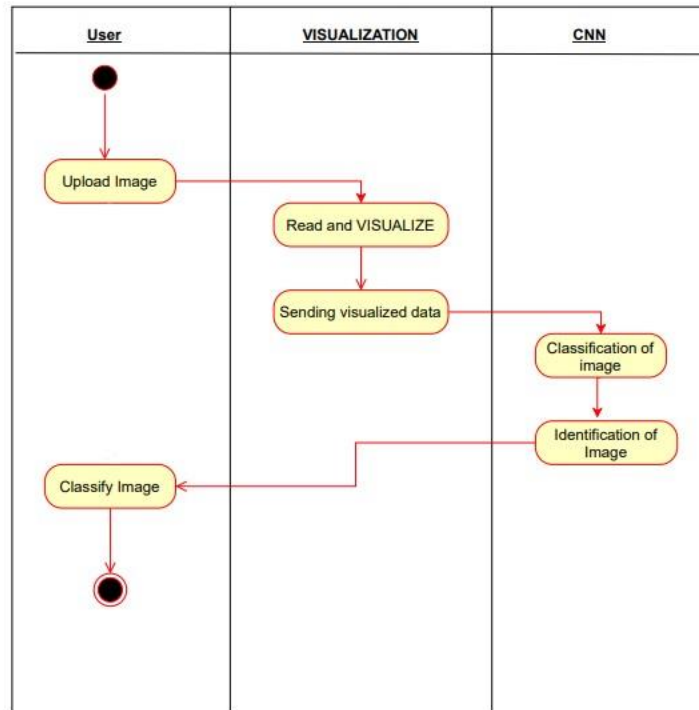 User
VISUALIZATION
CNN
Upload Image
Read and VISUALIZE
Sending visualized data
Classification of
image
Identification of
Image
Classify Image